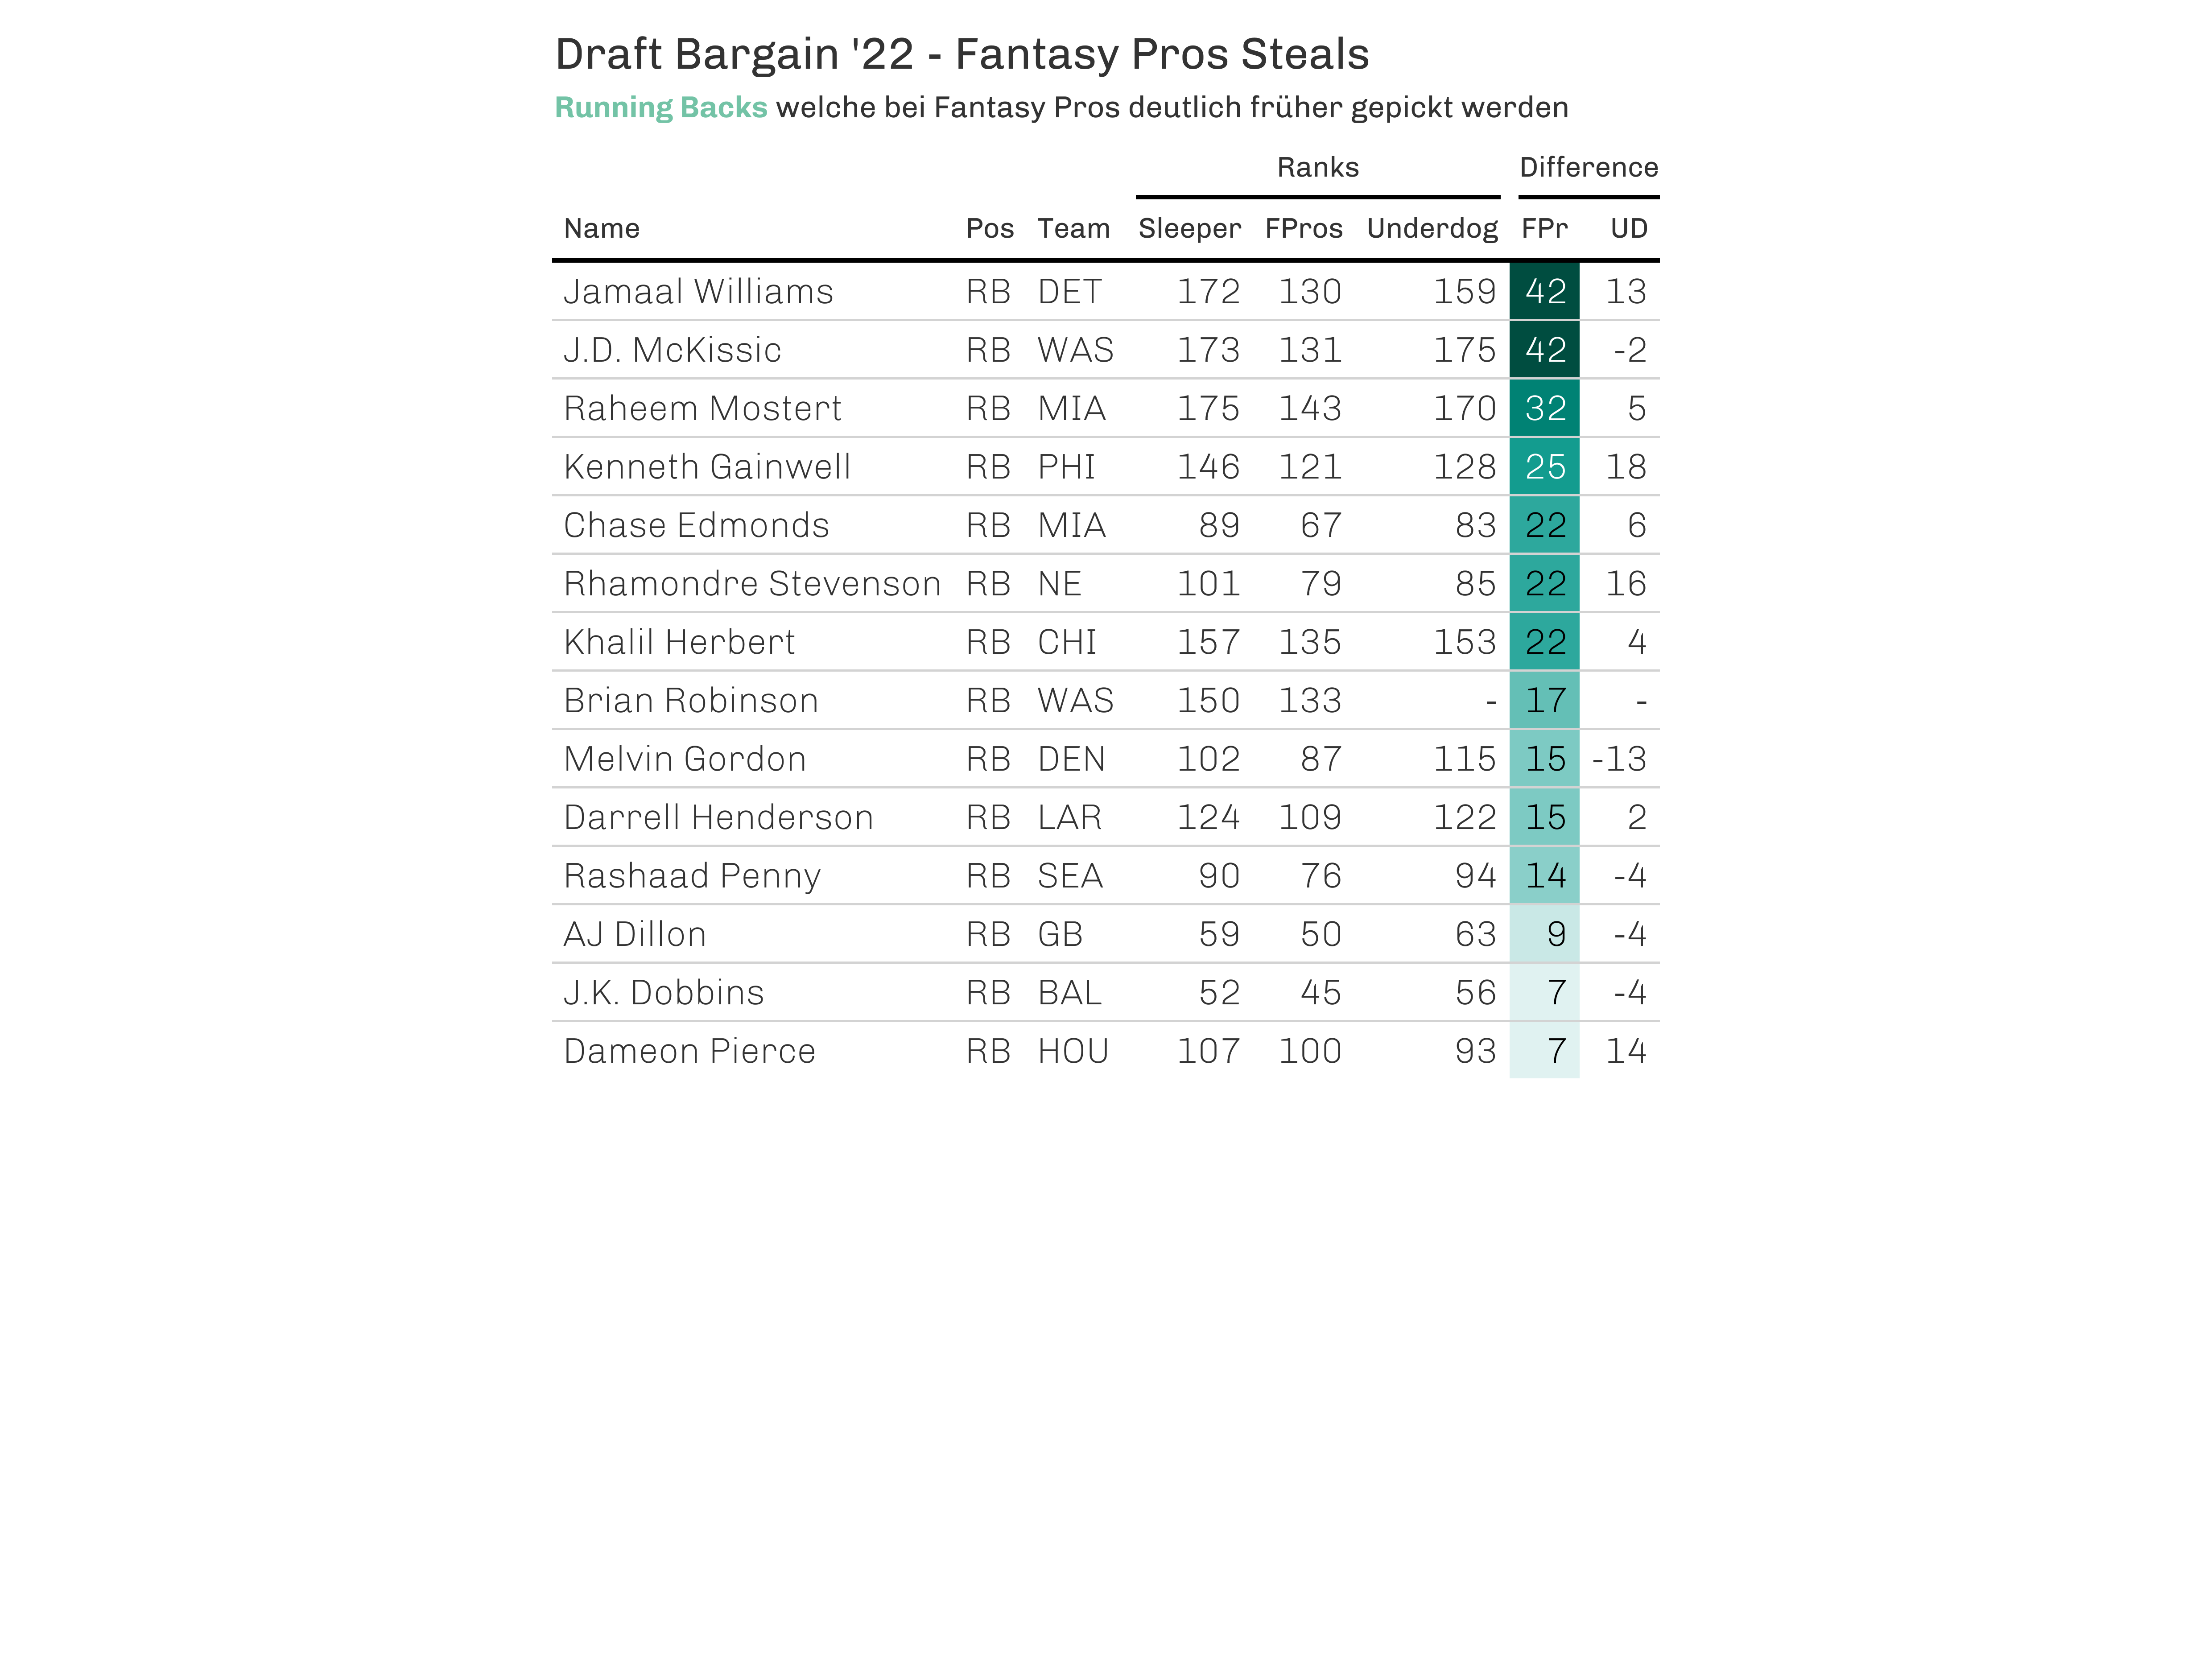 Draft Bargain '22 - Fantasy Pros Steals
Running Backs welche bei Fantasy Pros deutlich früher gepickt werden
Ranks Difference
Name Pos Team Sleeper FPros Underdog FPr UD
Jamaal Williams RB DET 172 130 159 42 13
J.D. McKissic RB WAS 173 131 175 42 -2
Raheem Mostert RB MIA 175 143 170 32 5
Kenneth Gainwell RB PHI 146 121 128 25 18
Chase Edmonds RB MIA 89 67 83 22 6
Rhamondre Stevenson RB NE 101 79 85 22 16
Khalil Herbert RB CHI 157 135 153 22 4
Brian Robinson RB WAS 150 133 - 17 -
Melvin Gordon RB DEN 102 87 115 15 -13
Darrell Henderson RB LAR 124 109 122 15 2
Rashaad Penny RB SEA 90 76 94 14 -4
AJ Dillon RB GB 59 50 63 9 -4
J.K. Dobbins RB BAL 52 45 56 7 -4
Dameon Pierce RB HOU 107 100 93 7 14